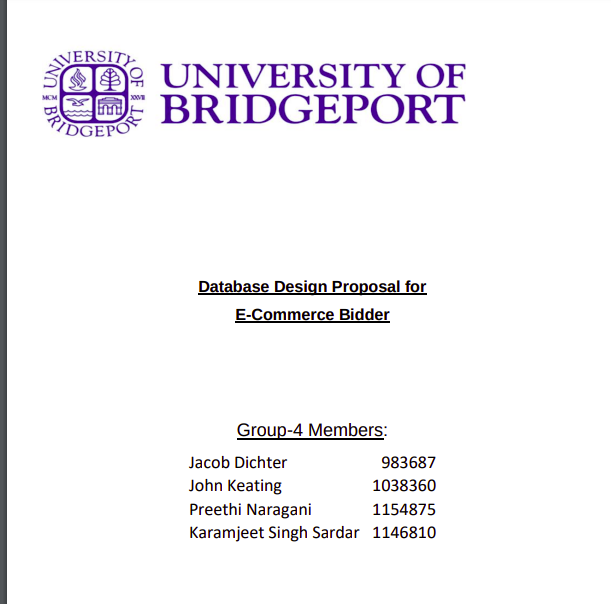 UNIVERSITY OF
BRIDGEPORT
MCM XXVII
UNIVERSITY OF
BRIDGEPORT
Database Design Proposal for
E-Commerce Bidder
Group-4 Members:
Jacob Dichter 983687
John Keating 1038360
Preethi Naragani 1154875
Karamjeet Singh Sardar 1146810